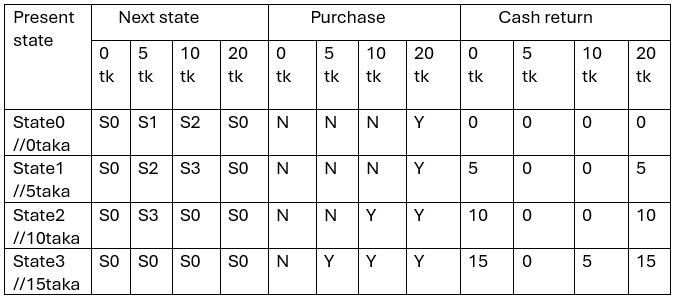 Present state Next state Purchase Cash return
0 tk 5 tk 10 tk 20 tk 0 tk 5 tk 10 tk 20 tk 0 tk 5 tk 10 tk 20 tk
State0 //0taka S0 S1 S2 S0 N N N Y 0 0 0 0
State1 //5taka S0 S2 S3 S0 N N N Y 5 0 0 5
State2 //10taka S0 S3 S0 S0 N N Y Y 10 0 0 10
State3 //15taka S0 S0 S0 S0 N Y Y Y 15 0 5 15